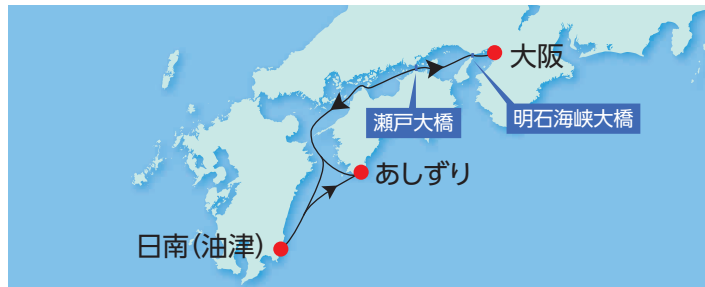 大阪
明石海峡大橋
瀬戸大橋
あしずり
日南(油津)